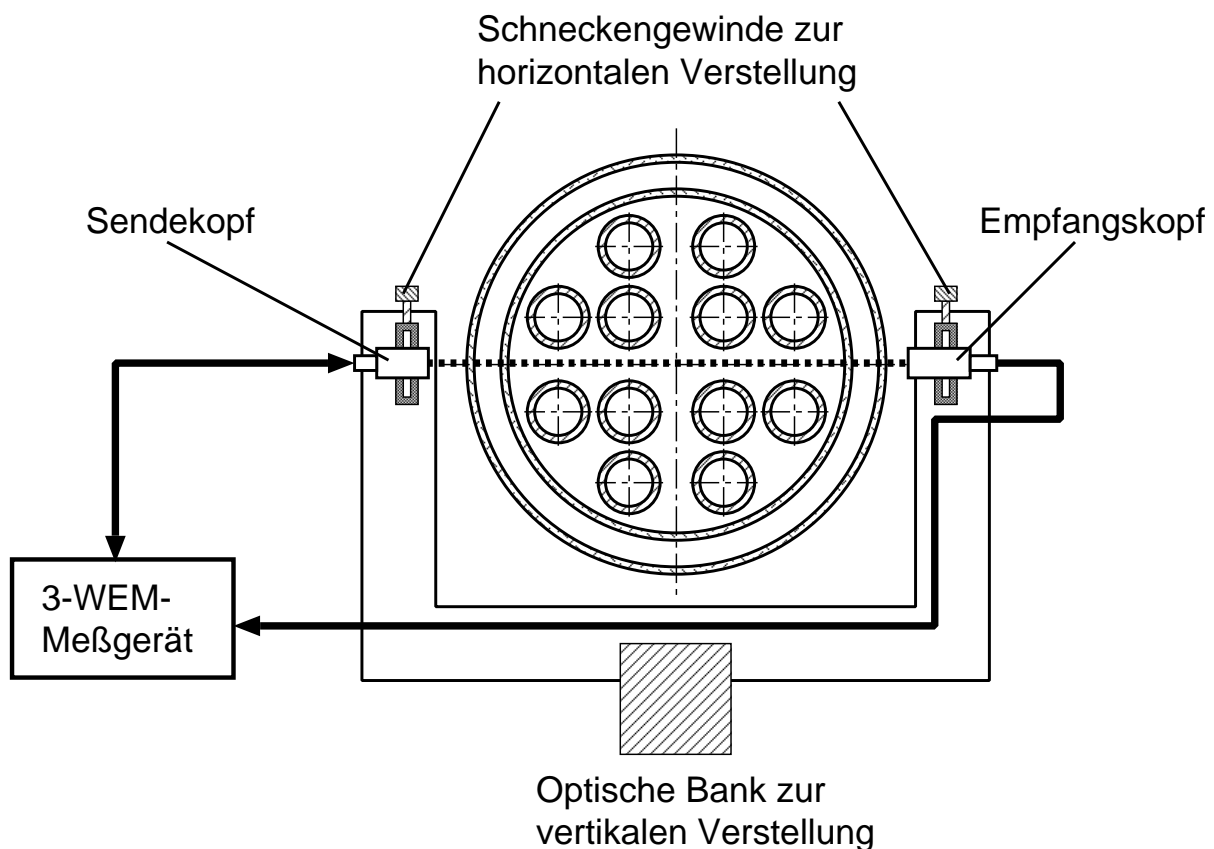 Schneckengewinde zur
horizontalen Verstellung
Sendekopf
Empfangskopf
3-WEM-
Meßgerät
Optische Bank zur
vertikalen Verstellung